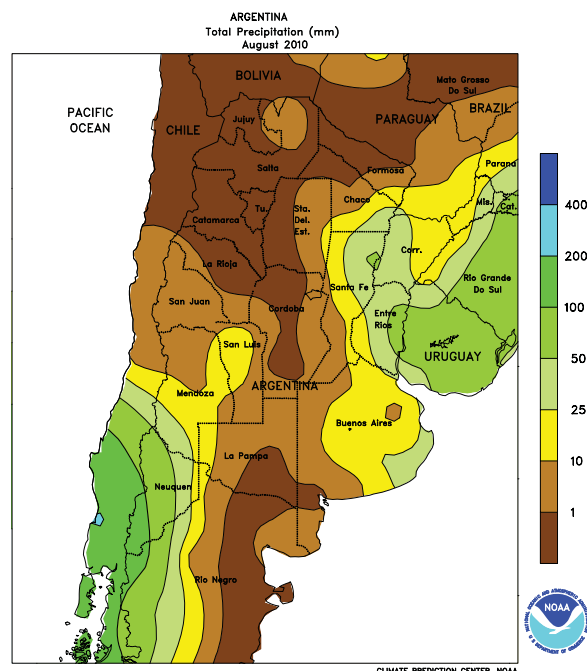 ARGENTINA
Total Precipitation (mm)
August 2010
BOLIVIA
Mato Grosso
Do Sul
PACIFIC
OCEAN
BRAZIL
CHILE
Jujuy
PARAGUAY
Parana
Salta
Formosa
Chaco
Mis.
Cat.
Catamarca
Tu.
Sta.
Del.
Est.
Corr.
La Rioja
Rio Grande
Do Sul
San Juan
Santa Fe
Cordoba
Entre
Rios
San Luis
URUGUAY
Mendoza
ARGENTINA
Buenos Aires
La Pampa
Neuquen
Rio Negro
400
200
100
50
25
10
1
NOAA
CLIMATE PREDICTION CENTER, NOAA